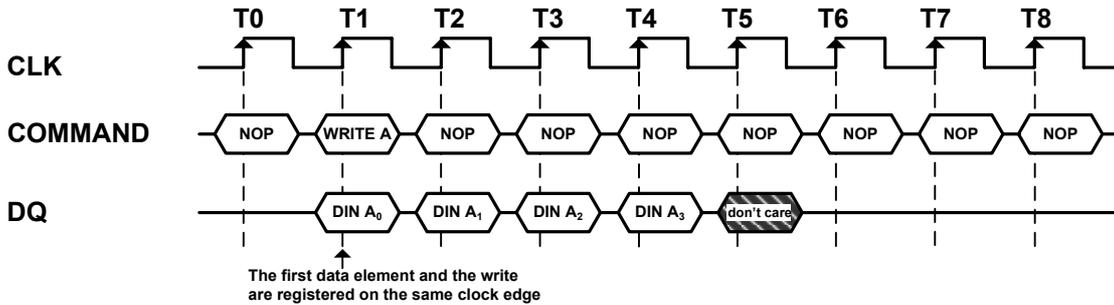 T0 T1 T2 T3 T4 T5 T6 T7 T8
CLK
COMMAND NOP WRITE A NOP NOP NOP NOP NOP NOP NOP
DQ DIN A₀ DIN A₁ DIN A₂ DIN A₃ don't care
The first data element and the write
are registered on the same clock edge